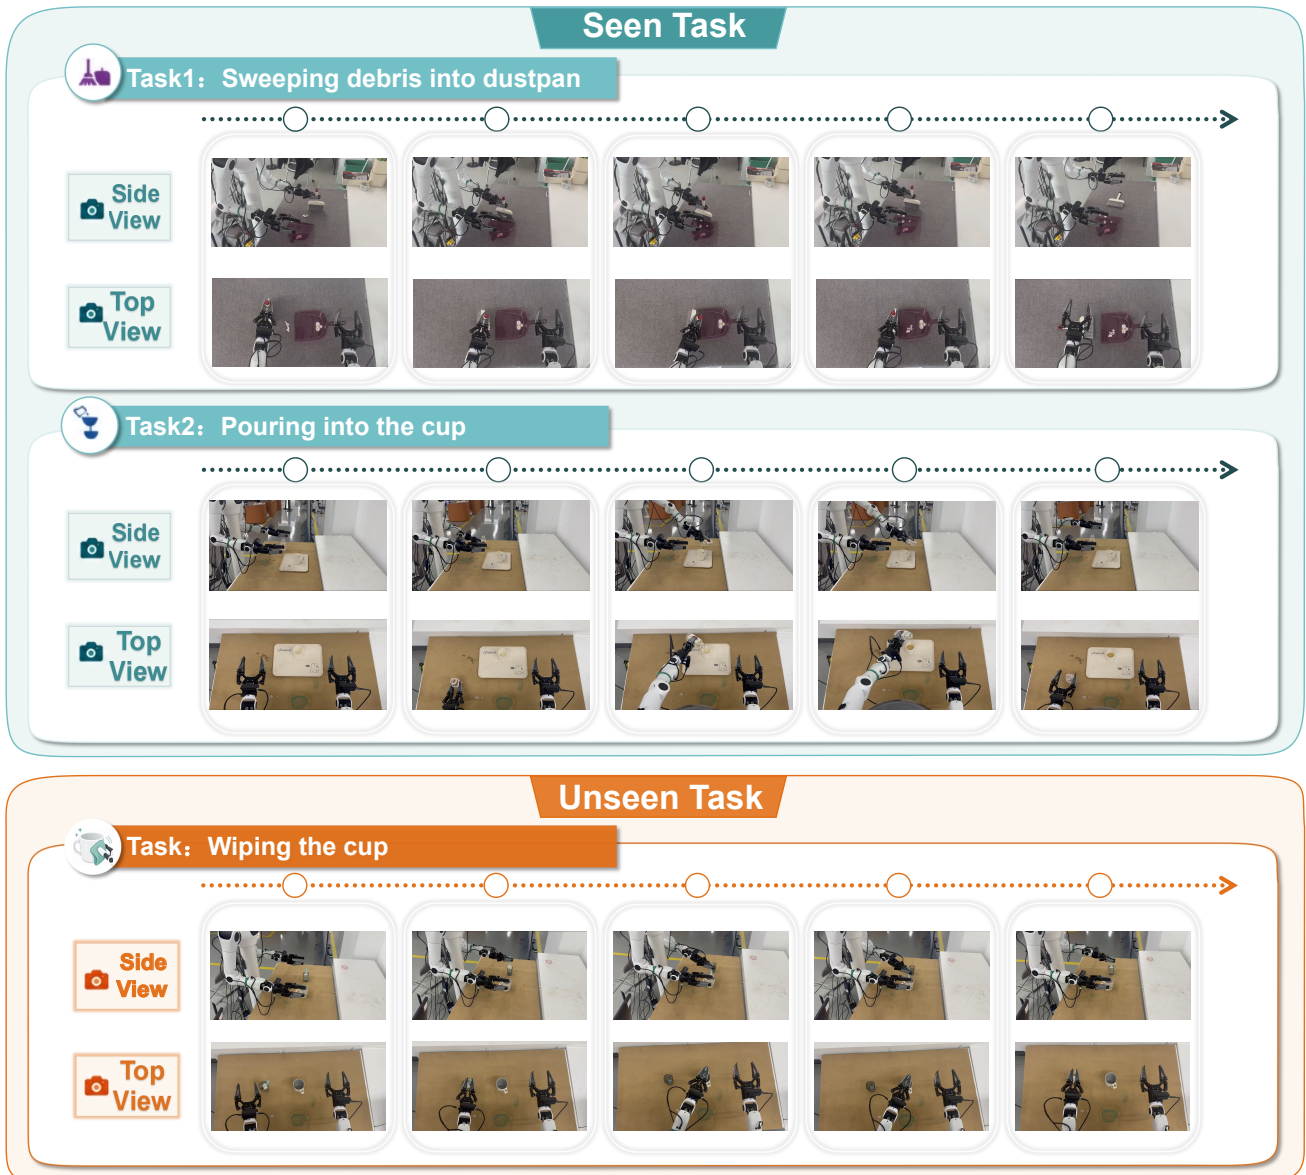 Seen Task
Task1：Sweeping debris into dustpan
Side
View
Top
View
Task2：Pouring into the cup
Side
View
Top
View
Unseen Task
Task：Wiping the cup
Side
View
Top
View